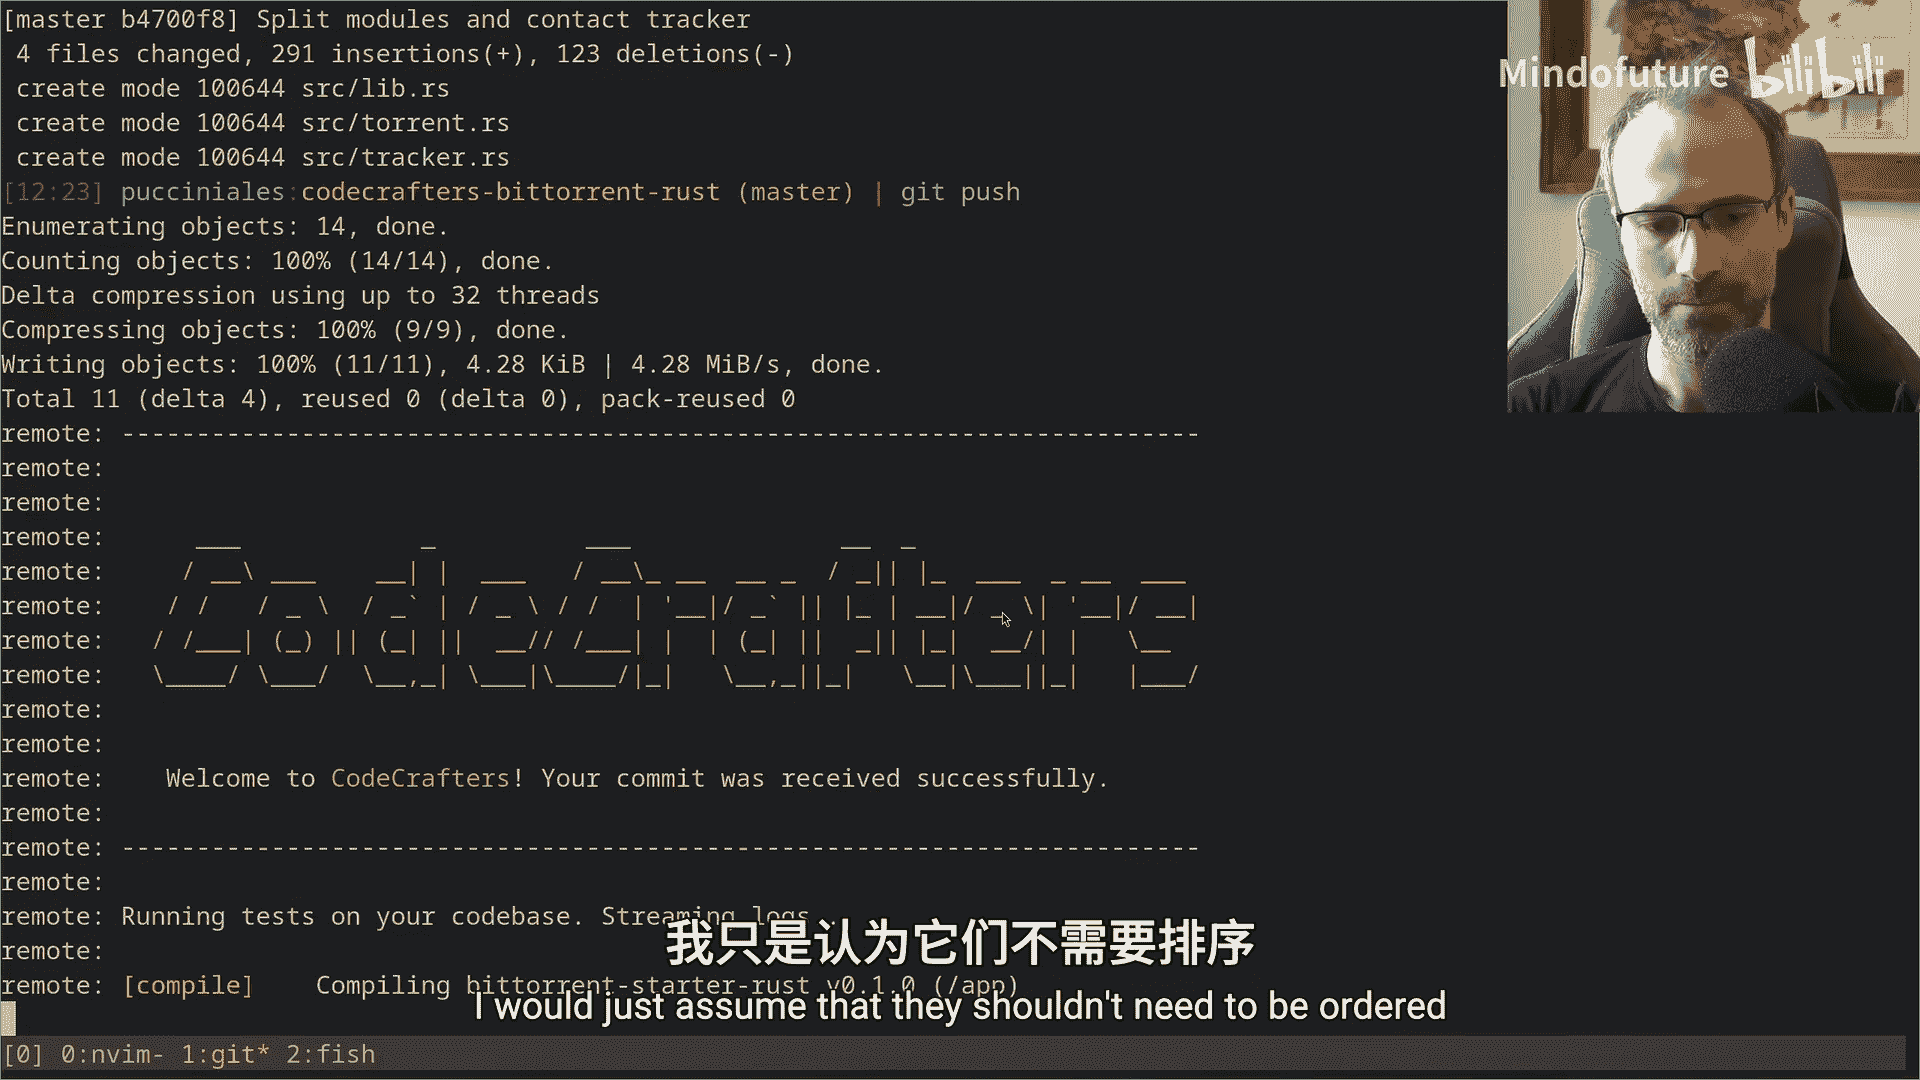 [master b4700f8] Split modules and contact tracker
 4 files changed, 291 insertions(+), 123 deletions(-)
 create mode 100644 src/lib.rs
 create mode 100644 src/torrent.rs
 create mode 100644 src/tracker.rs
[12:23] pucciniales:codecrafters-bittorrent-rust (master) | git push
Enumerating objects: 14, done.
Counting objects: 100% (14/14), done.
Delta compression using up to 32 threads
Compressing objects: 100% (9/9), done.
Writing objects: 100% (11/11), 4.28 KiB | 4.28 MiB/s, done.
Total 11 (delta 4), reused 0 (delta 0), pack-reused 0
remote: ------------------------------------------------------------------------
remote:
remote:
remote:
remote:
remote: CodeCrafters
remote:
remote:
remote:
remote:
remote:    Welcome to CodeCrafters! Your commit was received successfully.
remote:
remote: ------------------------------------------------------------------------
remote:
remote: Running tests on your codebase. Streaming logs...
remote:
remote: [compile]    Compiling bittorrent-starter-rust v0.1.0 (/app)
[0] 0:nvim- 1:git* 2:fish
Mindofuture bilibili
我只是认为它们不需要排序
I would just assume that they shouldn't need to be ordered